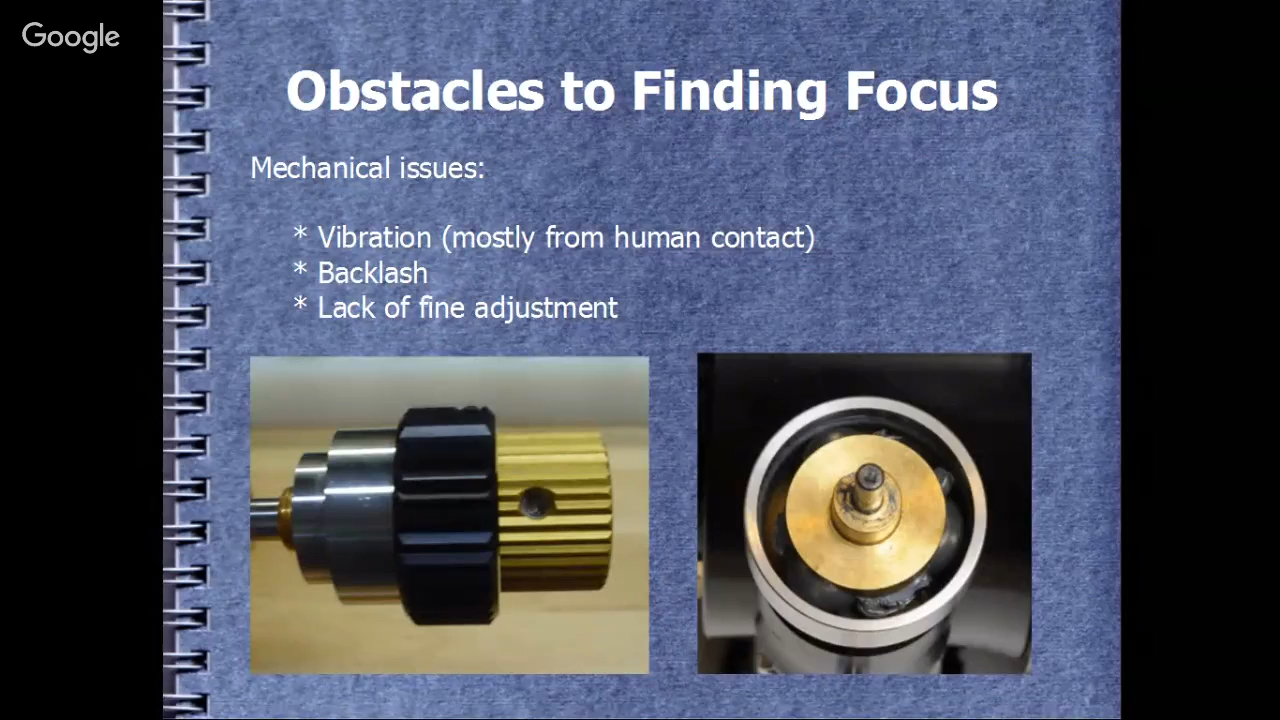 Google
Obstacles to Finding Focus
Mechanical issues:
* Vibration (mostly from human contact)
* Backlash
* Lack of fine adjustment